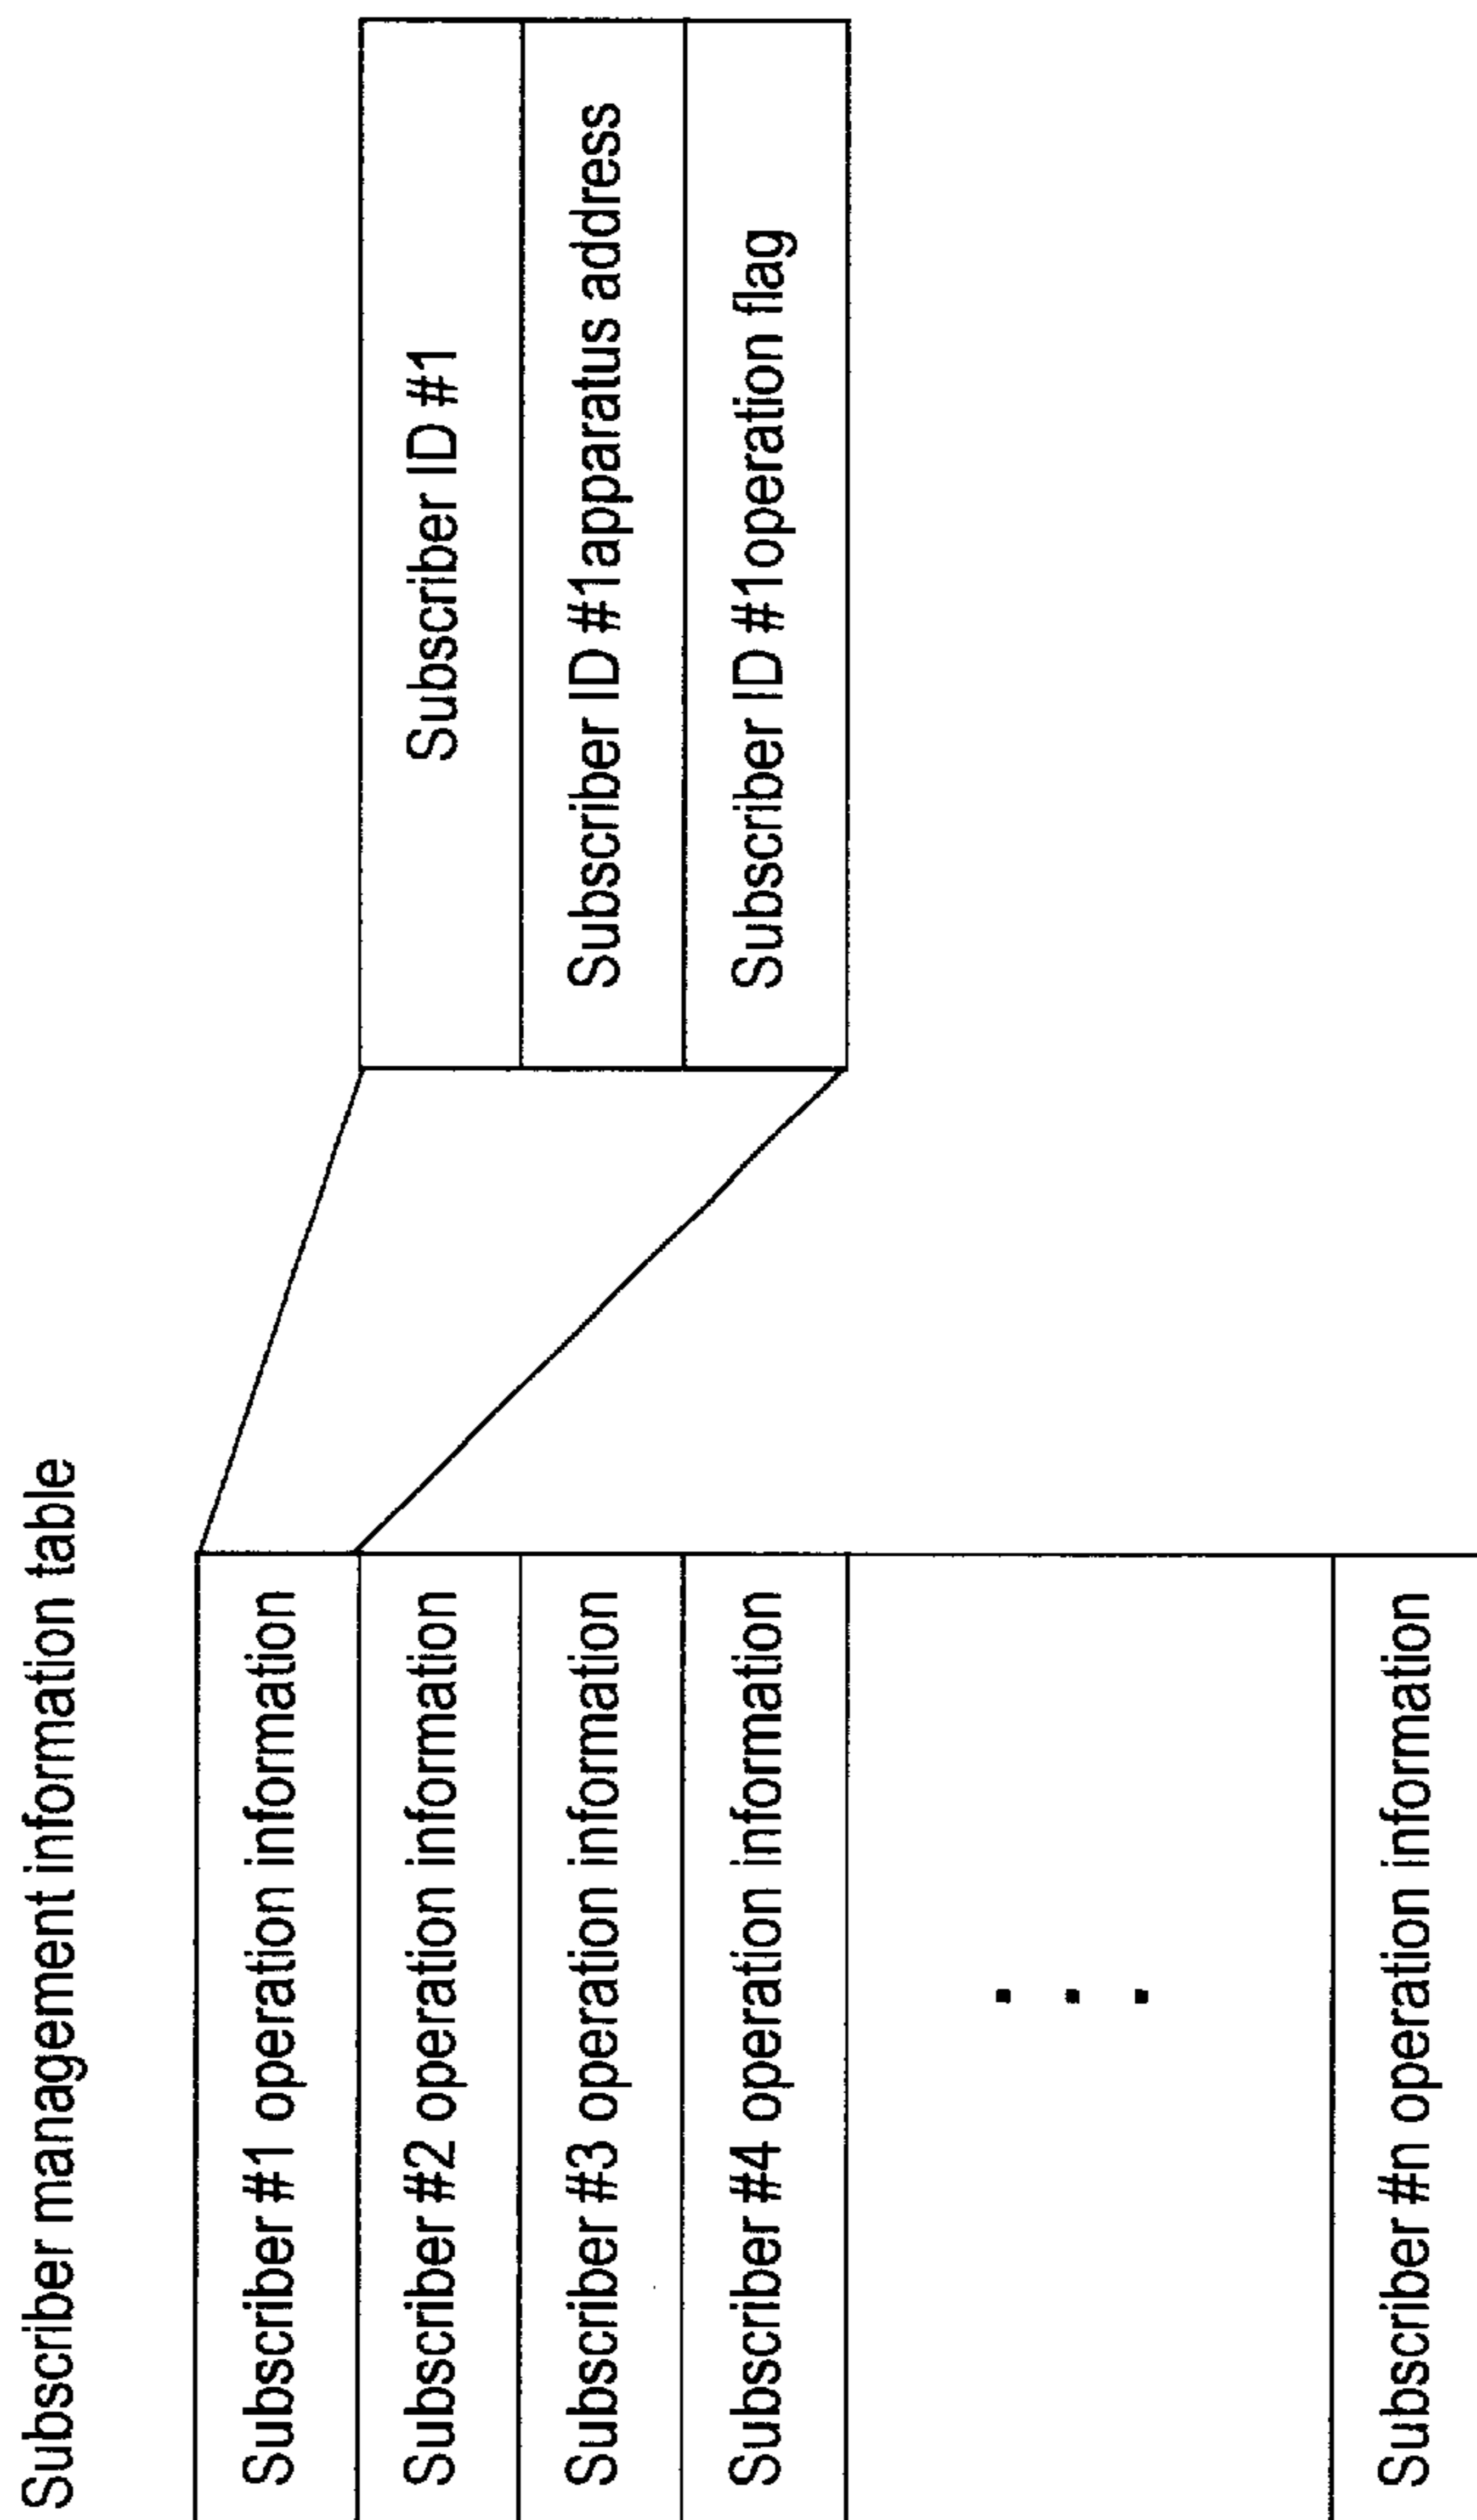 Subscriber management information table
Subscriber #1 operation information
Subscriber #2 operation information
Subscriber #3 operation information
Subscriber #4 operation information
Subscriber #n operation information
Subscriber ID #1
Subscriber ID #1apparatus address
Subscriber ID #1operation flag